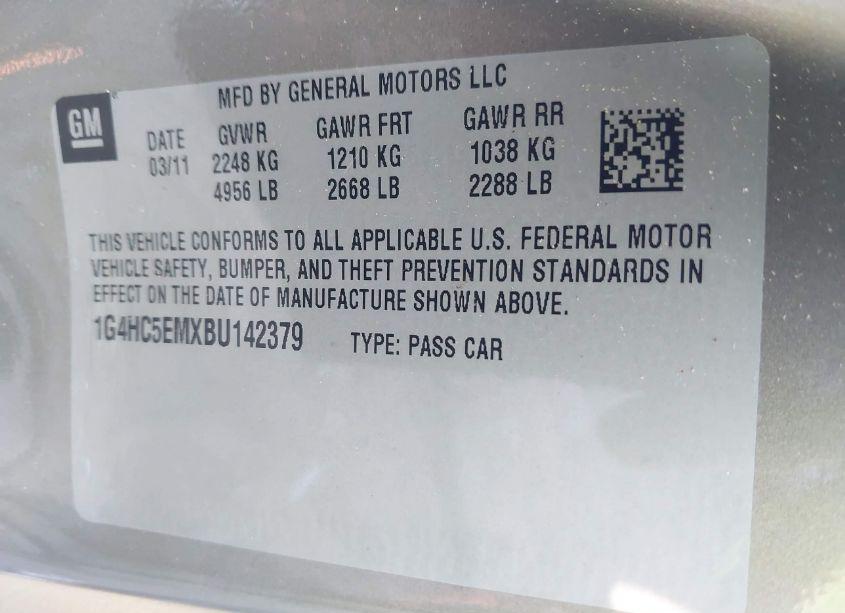 GM
MFD BY GENERAL MOTORS LLC
DATE GVWR GAWR FRT GAWR RR
03/11 2248 KG 1210 KG 1038 KG
4956 LB 2668 LB 2288 LB
THIS VEHICLE CONFORMS TO ALL APPLICABLE U.S. FEDERAL MOTOR
VEHICLE SAFETY, BUMPER, AND THEFT PREVENTION STANDARDS IN
EFFECT ON THE DATE OF MANUFACTURE SHOWN ABOVE.
1G4HC5EMXBU142379 TYPE: PASS CAR